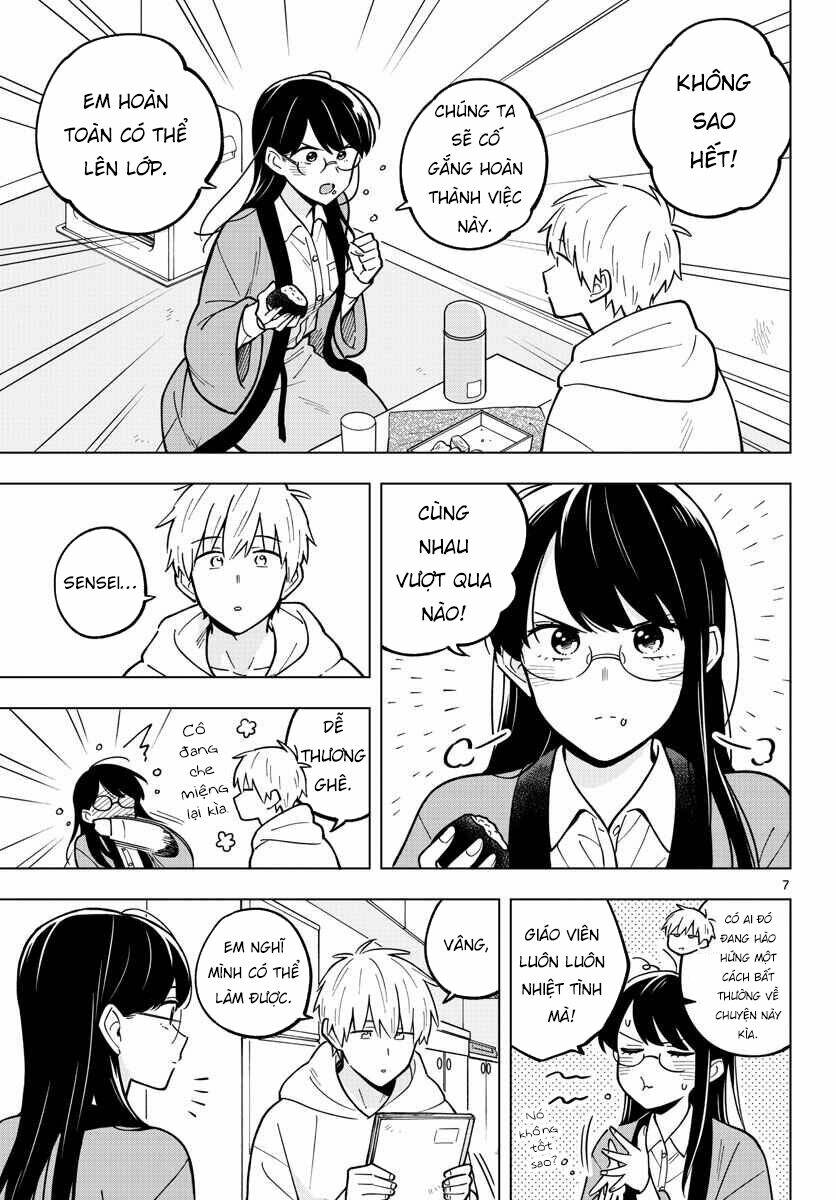 KHÔNG
SAO
HẾT!
CHÚNG TA
SẼ CỐ
GẮNG HOÀN
THÀNH VIỆC
NÀY.
EM HOÀN
TOÀN CÓ THỂ
LÊN LỚP.
CÙNG
NHAU
VƯỢT QUA
NÀO!
SENSEI...
DỄ
THƯƠNG
GHÊ.
Cô
đang
che
miệng
lại kìa
7
CÓ AI ĐÓ
ĐANG HÀO
HỨNG MỘT
CÁCH BẤT
THƯỜNG VỀ
CHUYỆN NÀY
KÌA.
GIÁO VIÊN
LUÔN LUÔN
NHIỆT TÌNH
MÀ!
Nó
không
tốt
sao?
VÂNG,
EM NGHĨ
MÌNH CÓ THỂ
LÀM ĐƯỢC.